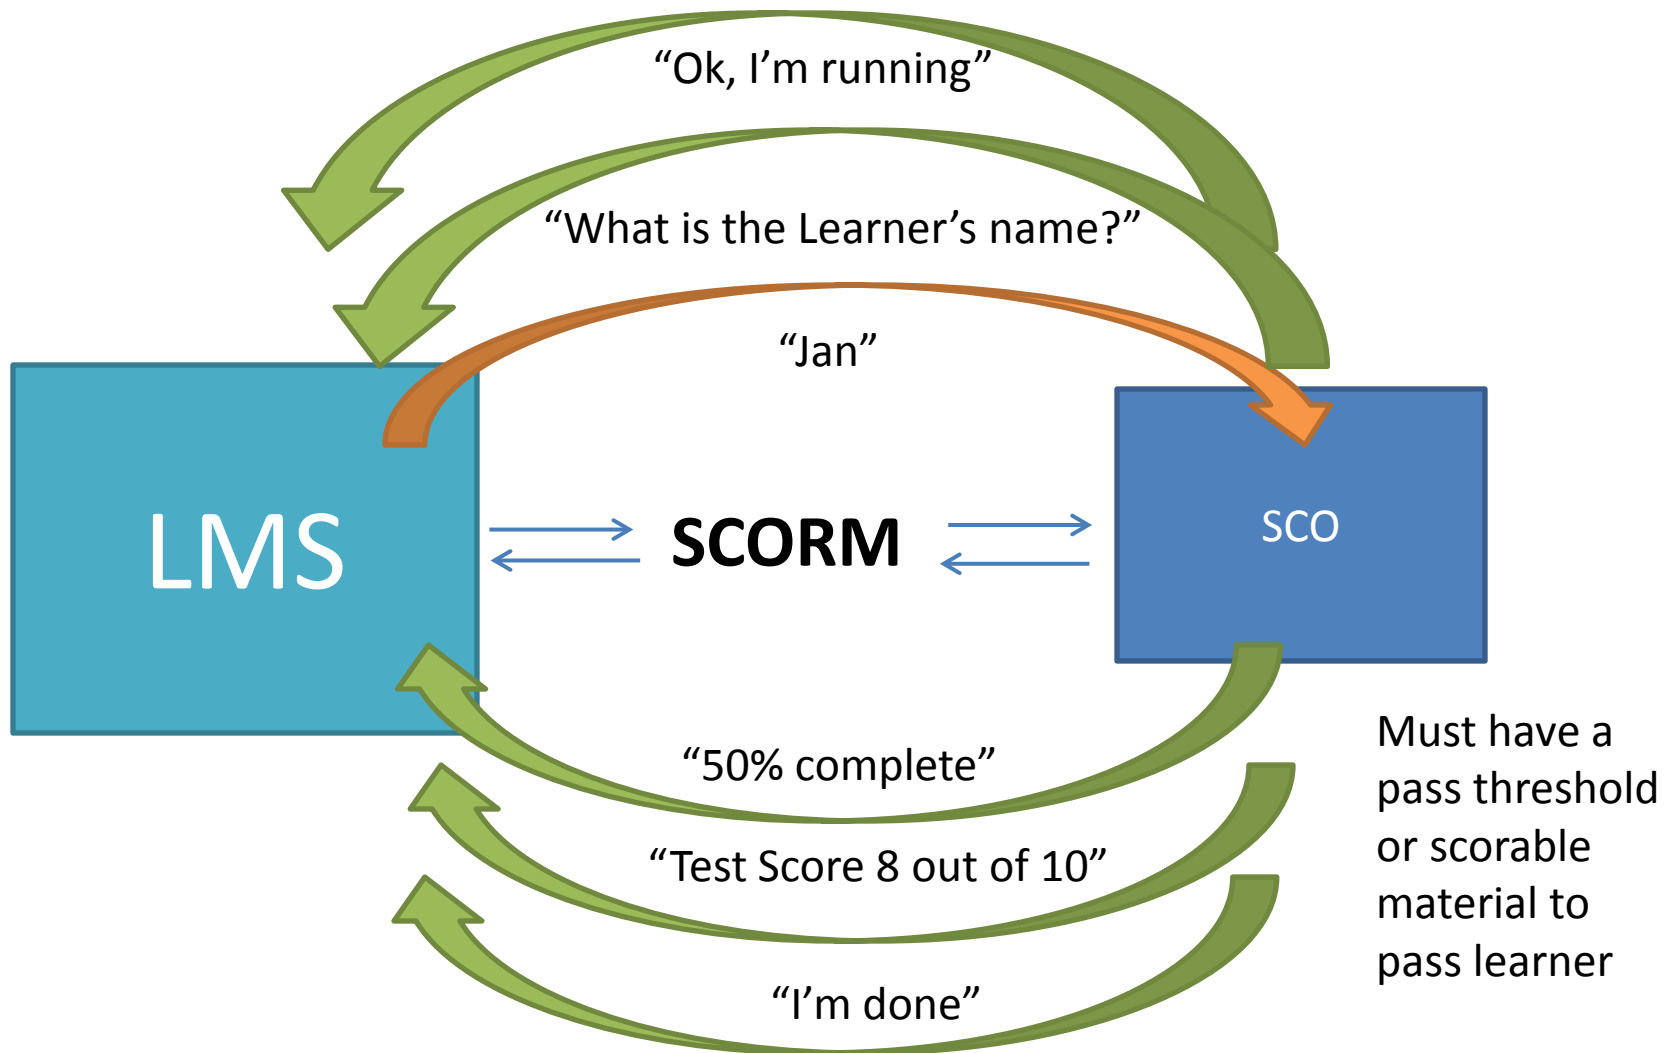 “Ok, I’m running”
“What is the Learner’s name?”
“Jan”
LMS
SCORM
SCO
“50% complete”
“Test Score 8 out of 10”
“I’m done”
Must have a
pass threshold
or scorable
material to
pass learner